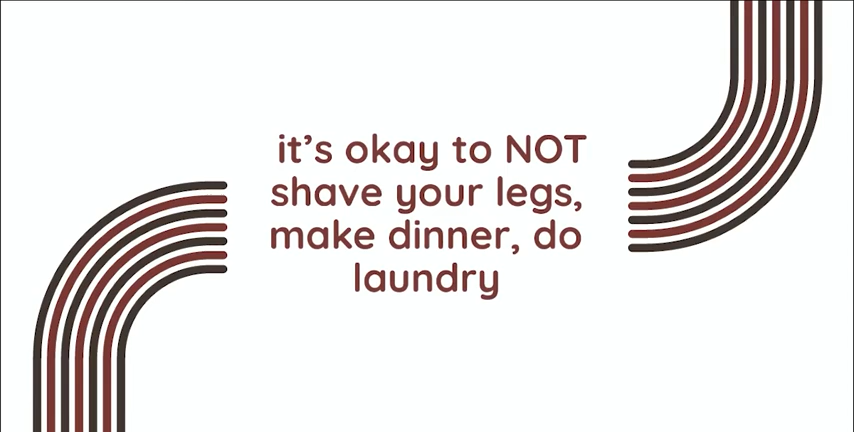 it’s okay to NOT
shave your legs,
make dinner, do
laundry